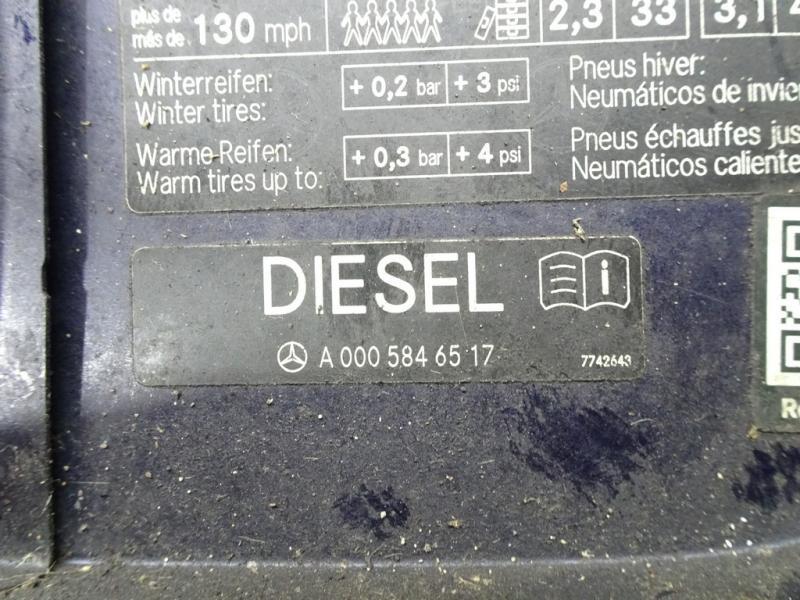 plus de
más de 130 mph 2,3 33 3,1
Winterreifen: + 0,2 bar + 3 psi Pneus hiver:
Winter tires: Neumáticos de invie
Warme Reifen: + 0,3 bar + 4 psi Pneus échauffes jus
Warm tires up to: Neumáticos caliente
DIESEL i
A 000 584 65 17 7742643